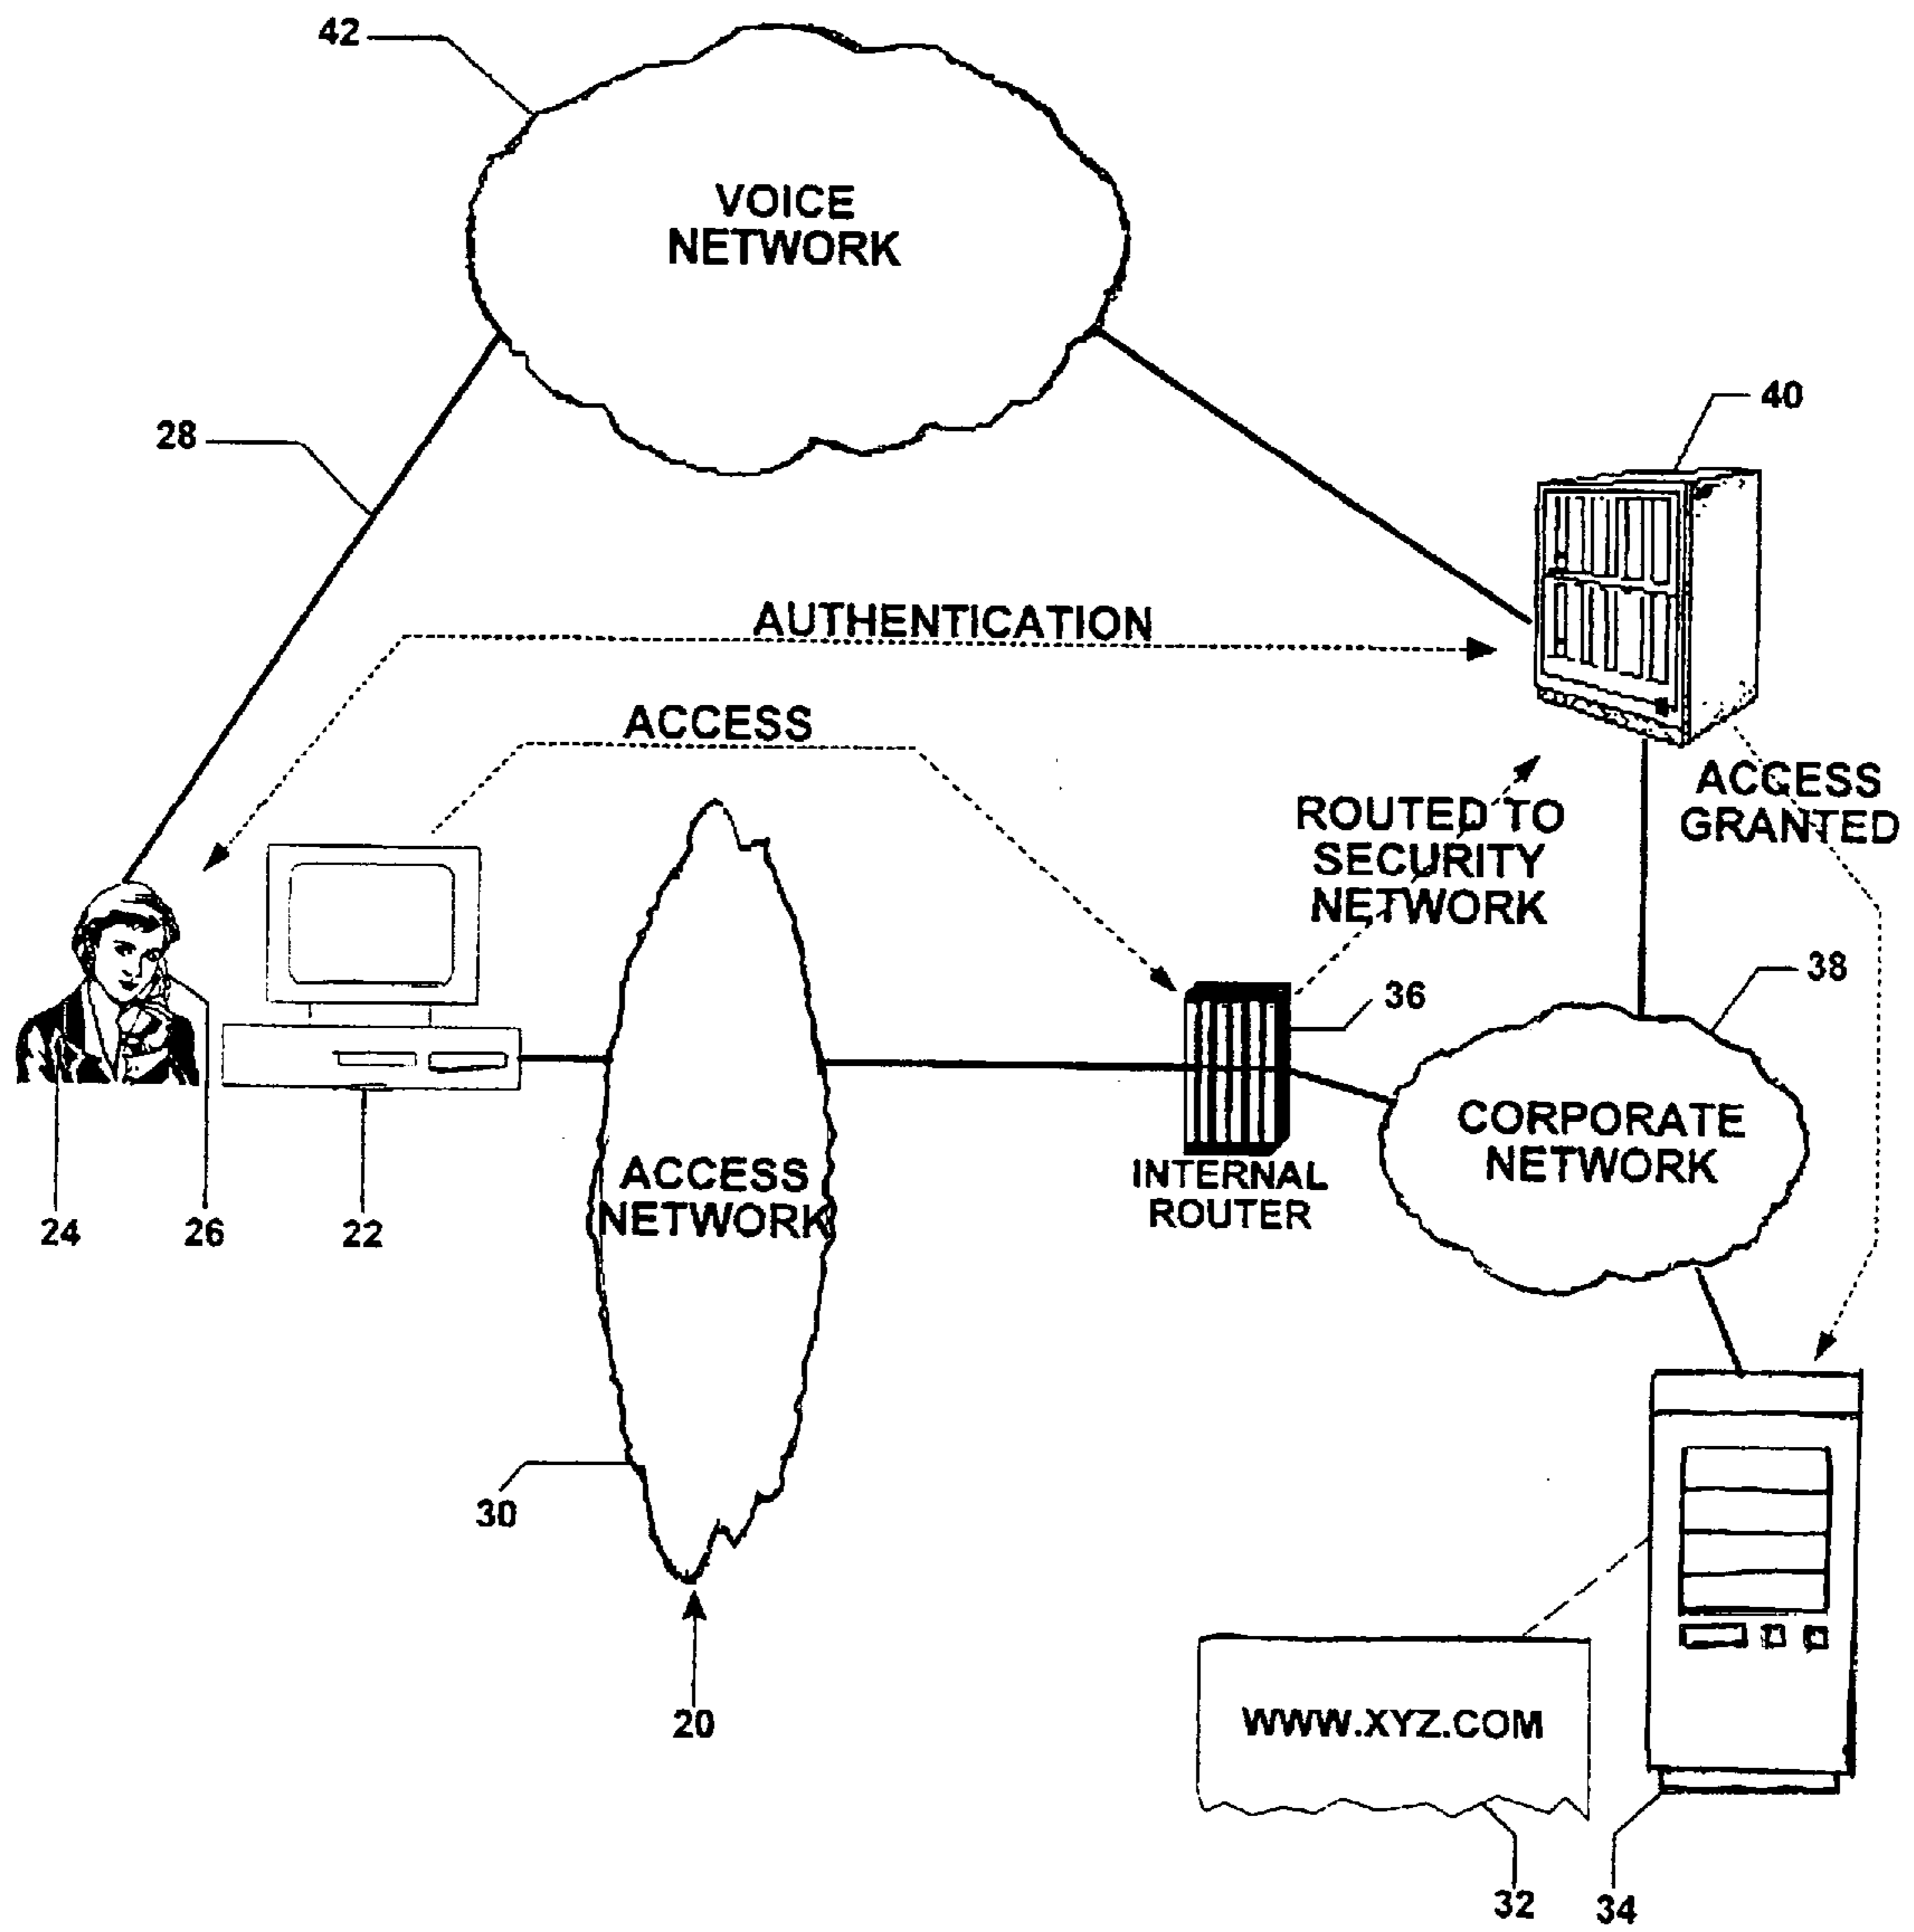 42
VOICE
NETWORK
40
28
AUTHENTICATION
ACCESS
ACCESS
GRANTED
ROUTED TO
SECURITY
NETWORK
38
36
CORPORATE
NETWORK
INTERNAL
ROUTER
ACCESS
NETWORK
24
26
22
30
20
WWW.XYZ.COM
32
34